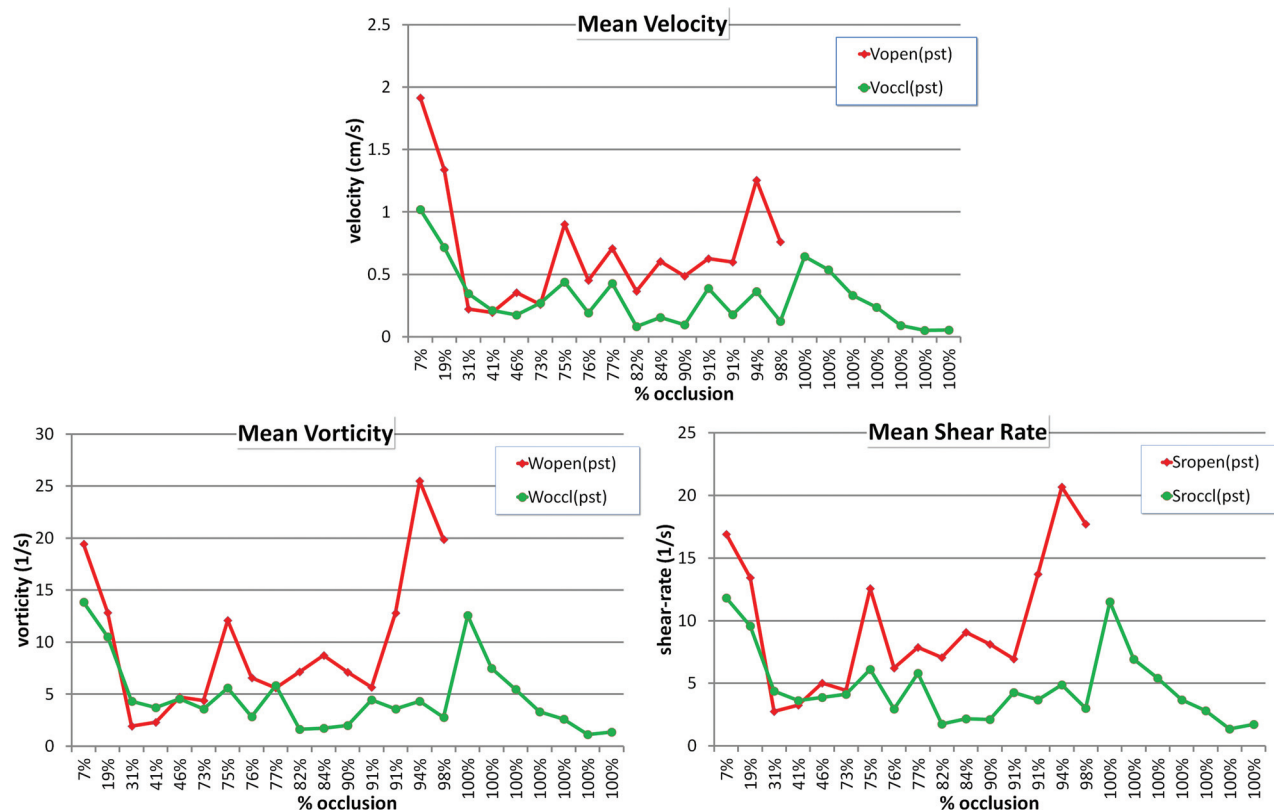 Mean Velocity
2.5
2
1.5
1
0.5
0
velocity (cm/s)
Vopen(pst)
Voccl(pst)
7% 19% 31% 41% 46% 73% 75% 76% 77% 82% 84% 90% 91% 91% 94% 98% 100% 100% 100% 100% 100% 100% 100%
% occlusion
Mean Vorticity
30
25
20
15
10
5
0
vorticity (1/s)
Wopen(pst)
Woccl(pst)
7% 19% 31% 41% 46% 73% 75% 76% 77% 82% 84% 90% 91% 91% 94% 98% 100% 100% 100% 100% 100% 100% 100%
% occlusion
Mean Shear Rate
25
20
15
10
5
0
shear-rate (1/s)
Sropen(pst)
Sroccl(pst)
7% 19% 31% 41% 46% 73% 75% 76% 77% 82% 84% 90% 91% 91% 94% 98% 100% 100% 100% 100% 100% 100% 100%
% occlusion